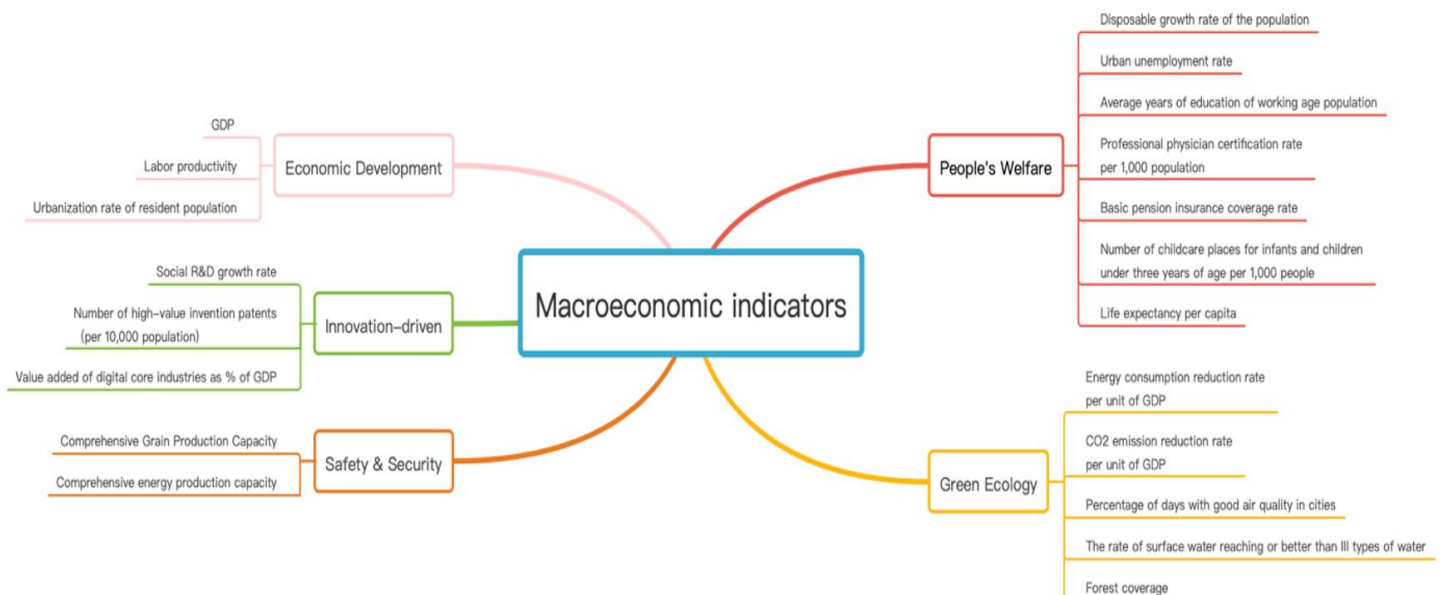 Macroeconomic indicators
Economic Development
GDP
Labor productivity
Urbanization rate of resident population
Innovation–driven
Social R&D growth rate
Number of high–value invention patents
(per 10,000 population)
Value added of digital core industries as % of GDP
Safety & Security
Comprehensive Grain Production Capacity
Comprehensive energy production capacity
People's Welfare
Disposable growth rate of the population
Urban unemployment rate
Average years of education of working age population
Professional physician certification rate
per 1,000 population
Basic pension insurance coverage rate
Number of childcare places for infants and children
under three years of age per 1,000 people
Life expectancy per capita
Green Ecology
Energy consumption reduction rate
per unit of GDP
CO2 emission reduction rate
per unit of GDP
Percentage of days with good air quality in cities
The rate of surface water reaching or better than III types of water
Forest coverage